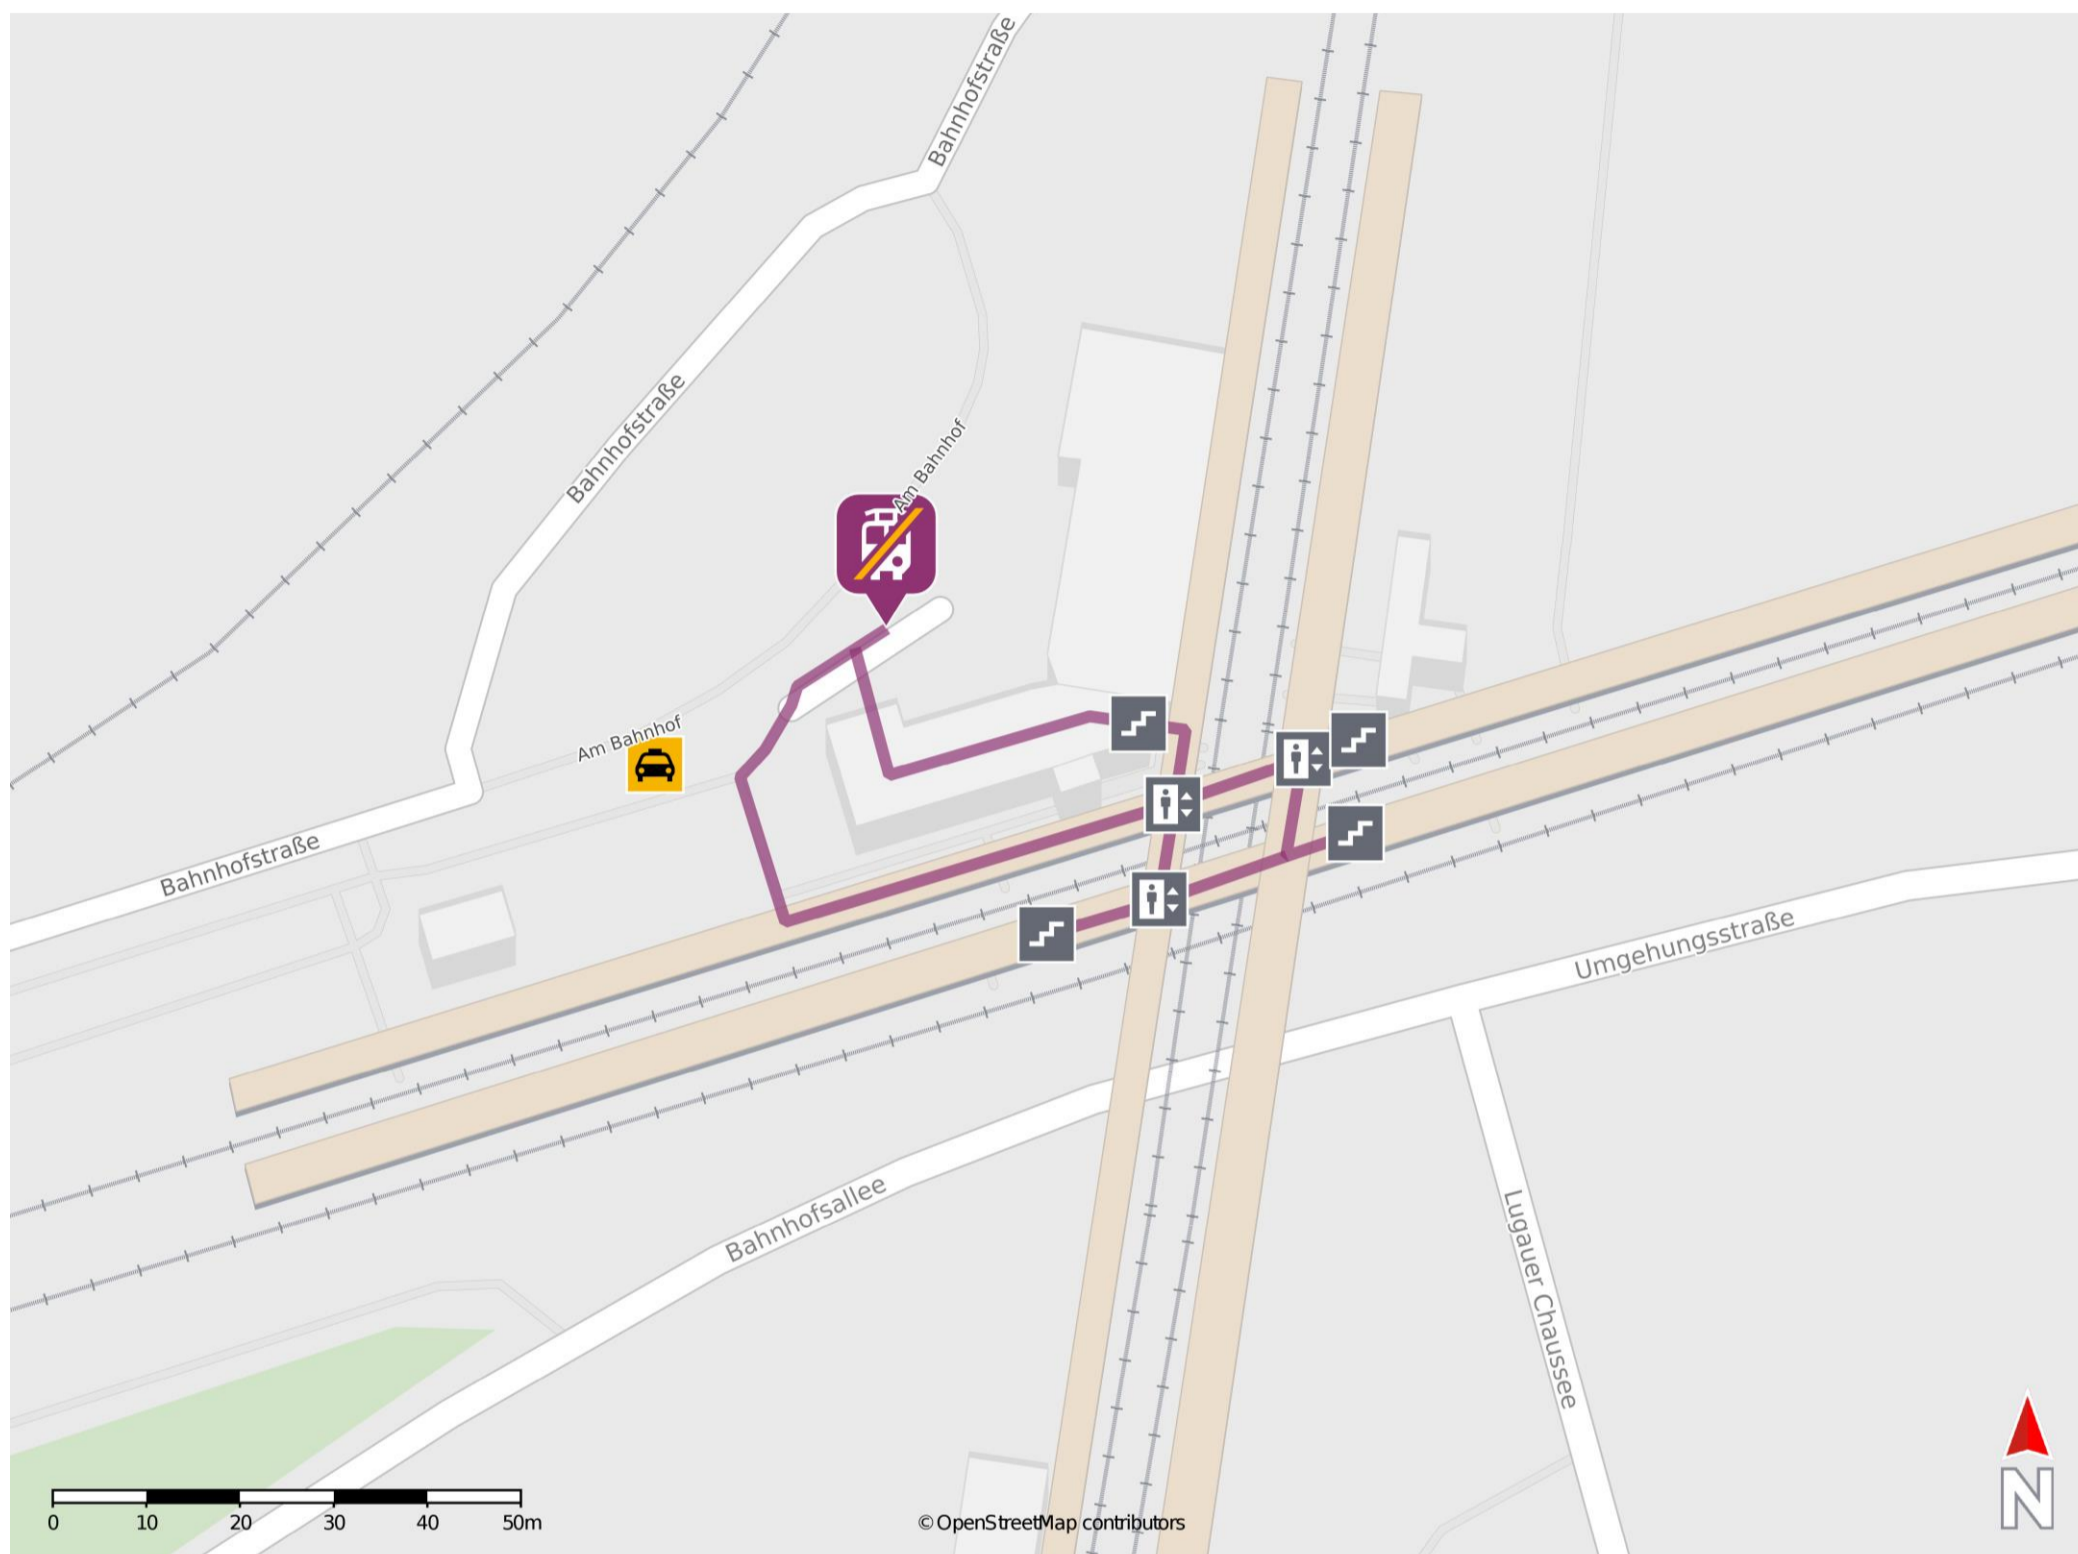 Bahnhofstraße
Bahnhofstraße
Am Bahnhof
Am Bahnhof
Bahnhofstraße
Umgehungsstraße
Bahnhofsallee
Lugauer Chaussee
0 10 20 30 40 50m
© OpenStreetMap contributors
N